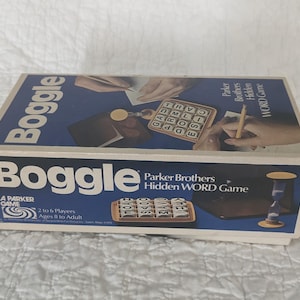 Boggle
Parker
Brothers
Hidden
WORD Game
Boggle
Parker Brothers
Hidden WORD Game
A PARKER
GAME
2 to 6 Players
Ages 8 to Adult